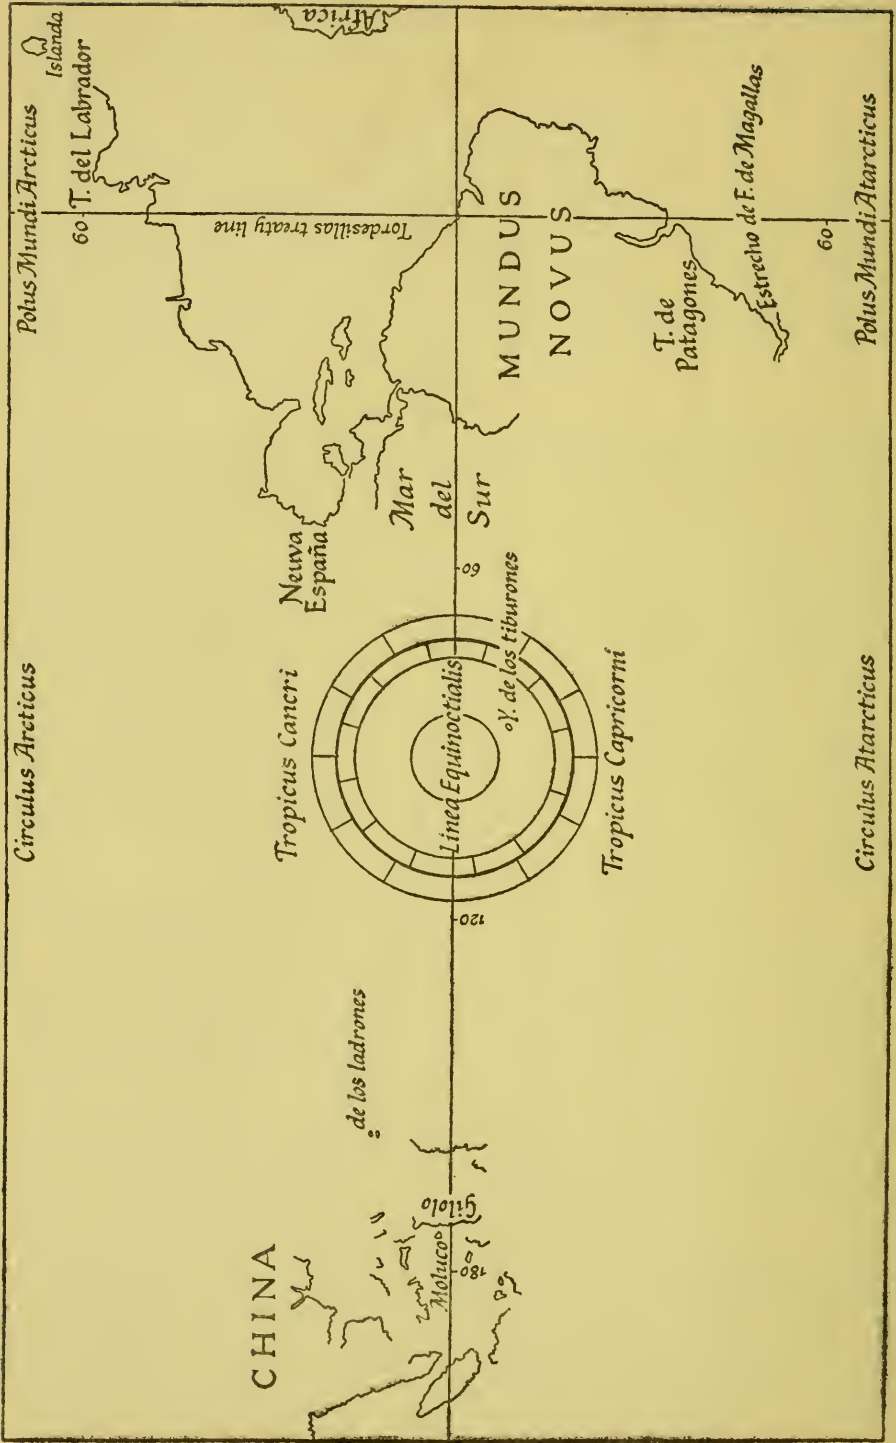 Circulus Arcticus
Polus Mundi Arcticus
Islanda
60
T. del Labrador
CHINA
Tropicus Cancri
Neuva
España
Tordesillas treaty line
Africa
de los ladrones
Moluco
Gilolo
Mar
del
Sur
Linea Equinoctialis
180
120
60
Y. de los tiburones
MUNDUS
NOVUS
Tropicus Capricorni
T. de
Patagones
Estrecho de F. de Magallas
60
Circulus Atarcticus
Polus Mundi Atarcticus